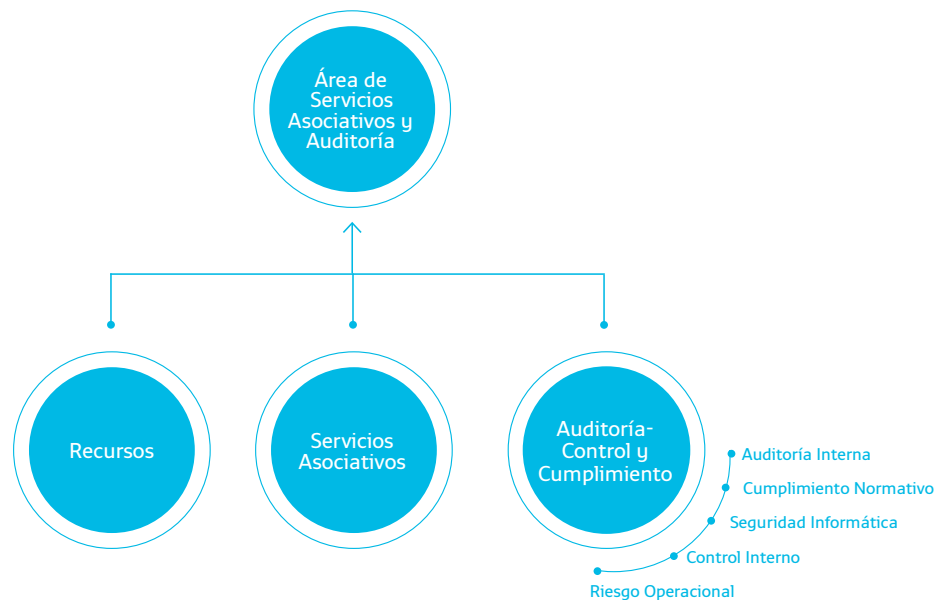 Área de
Servicios
Asociativos y
Auditoría
Recursos
Servicios
Asociativos
Auditoría-
Control y
Cumplimiento
Auditoría Interna
Cumplimiento Normativo
Seguridad Informática
Control Interno
Riesgo Operacional